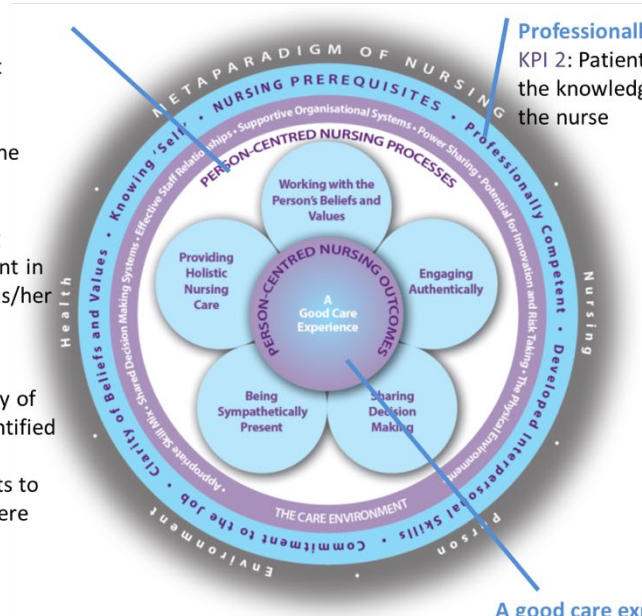 Professionall
KPI 2: Patient
the knowledg
the nurse
me
nt in
s/her
y of
ntified
ts to
ere
METAPARADIGM OF NURSING
Nursing
Person
Environment
Health
NURSING PREREQUISITES • Professionally Competent • Developed Interpersonal Skills • Commitment to the Job • Clarity of Beliefs and Values • Knowing 'Self' •
• Appropriate Skill Mix • Shared Decision Making Systems • Effective Staff Relationships • Supportive Organisational Systems • Power Sharing • Potential for Innovation and Risk Taking • The Physical Environment
THE CARE ENVIRONMENT
PERSON-CENTRED NURSING PROCESSES
Working with the
Person's Beliefs and
Values
Engaging
Authentically
Sharing
Decision
Making
Being
Sympathetically
Present
Providing
Holistic
Nursing
Care
PERSON-CENTRED NURSING OUTCOMES
A
Good Care
Experience
A good care exp